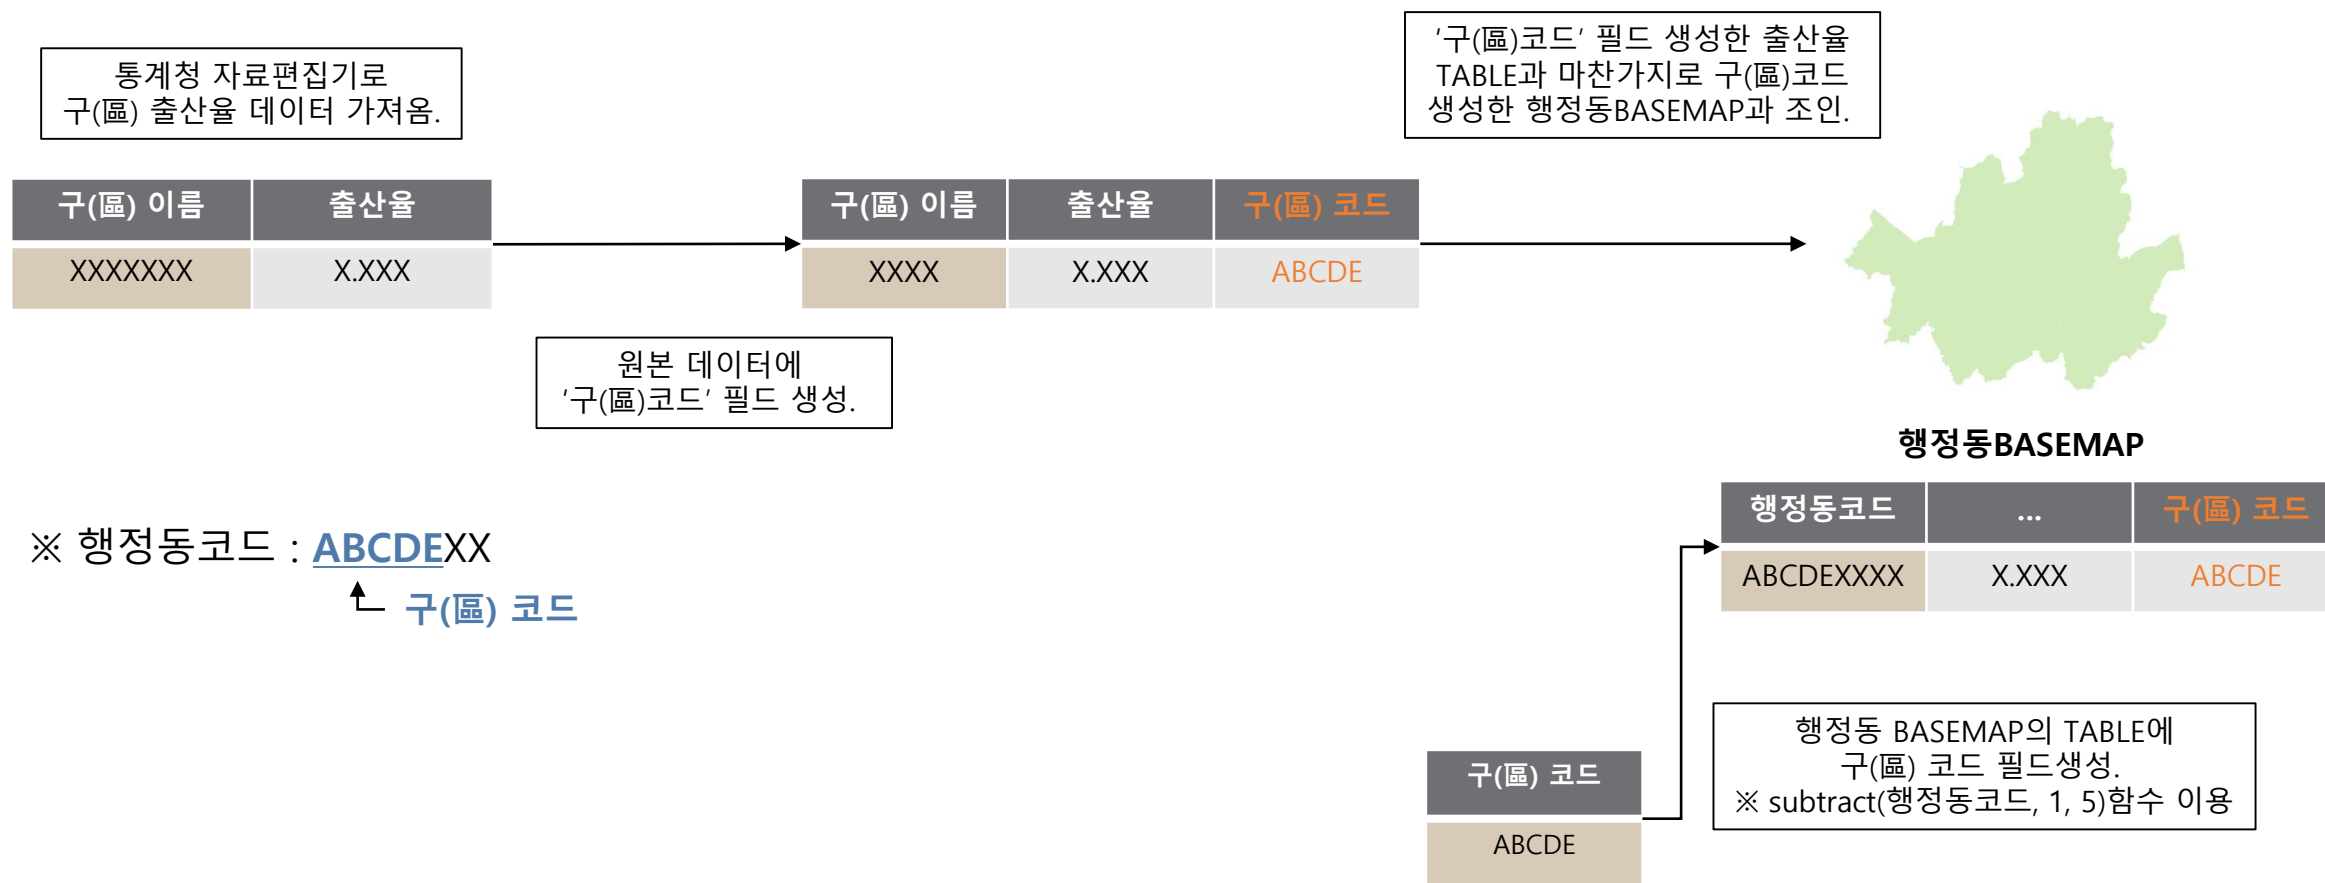 통계청 자료편집기로
구(區) 출산율 데이터 가져옴.
'구(區)코드' 필드 생성한 출산율
TABLE과 마찬가지로 구(區)코드
생성한 행정동BASEMAP과 조인.
구(區) 이름 출산율
XXXXXXX X.XXX
구(區) 이름 출산율 구(區) 코드
XXXX X.XXX ABCDE
원본 데이터에
'구(區)코드' 필드 생성.
행정동BASEMAP
행정동코드 ... 구(區) 코드
ABCDEXXXX X.XXX ABCDE
※ 행정동코드 : ABCDEXX
구(區) 코드
행정동 BASEMAP의 TABLE에
구(區) 코드 필드생성.
※ subtract(행정동코드, 1, 5)함수 이용
구(區) 코드
ABCDE